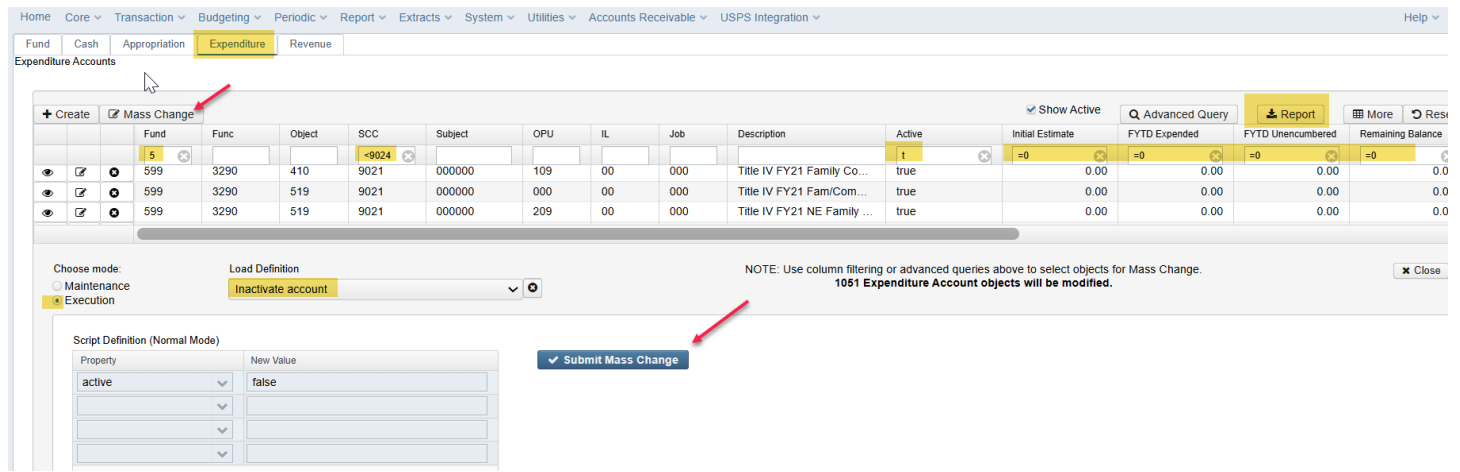 Home Core Transaction Budgeting Periodic Report Extracts System Utilities Accounts Receivable USPS Integration Help
Fund Cash Appropriation Expenditure Revenue
Expenditure Accounts
Create Mass Change Show Active Advanced Query Report More Rese
Fund Func Object SCC Subject OPU IL Job Description Active Initial Estimate FYTD Expended FYTD Unencumbered Remaining Balance
5 <9024 t =0 =0 =0 =0
599 3290 410 9021 000000 109 00 000 Title IV FY21 Family Co... true 0.00 0.00 0.00 0.0
599 3290 519 9021 000000 000 00 000 Title IV FY21 Fam/Com... true 0.00 0.00 0.00 0.0
599 3290 519 9021 000000 209 00 000 Title IV FY21 NE Family ... true 0.00 0.00 0.00 0.0
Choose mode: Load Definition NOTE: Use column filtering or advanced queries above to select objects for Mass Change. Close
Maintenance Inactivate account 1051 Expenditure Account objects will be modified.
Execution
Script Definition (Normal Mode)
Property New Value Submit Mass Change
active false